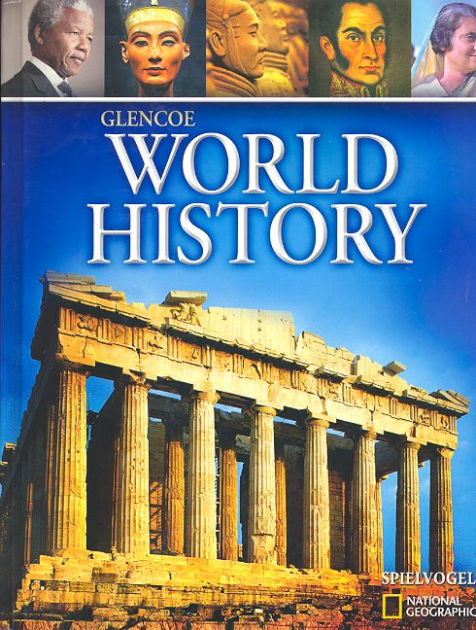 GLENCOE
WORLD
HISTORY
SPIELVOGEL
NATIONAL
GEOGRAPHIC